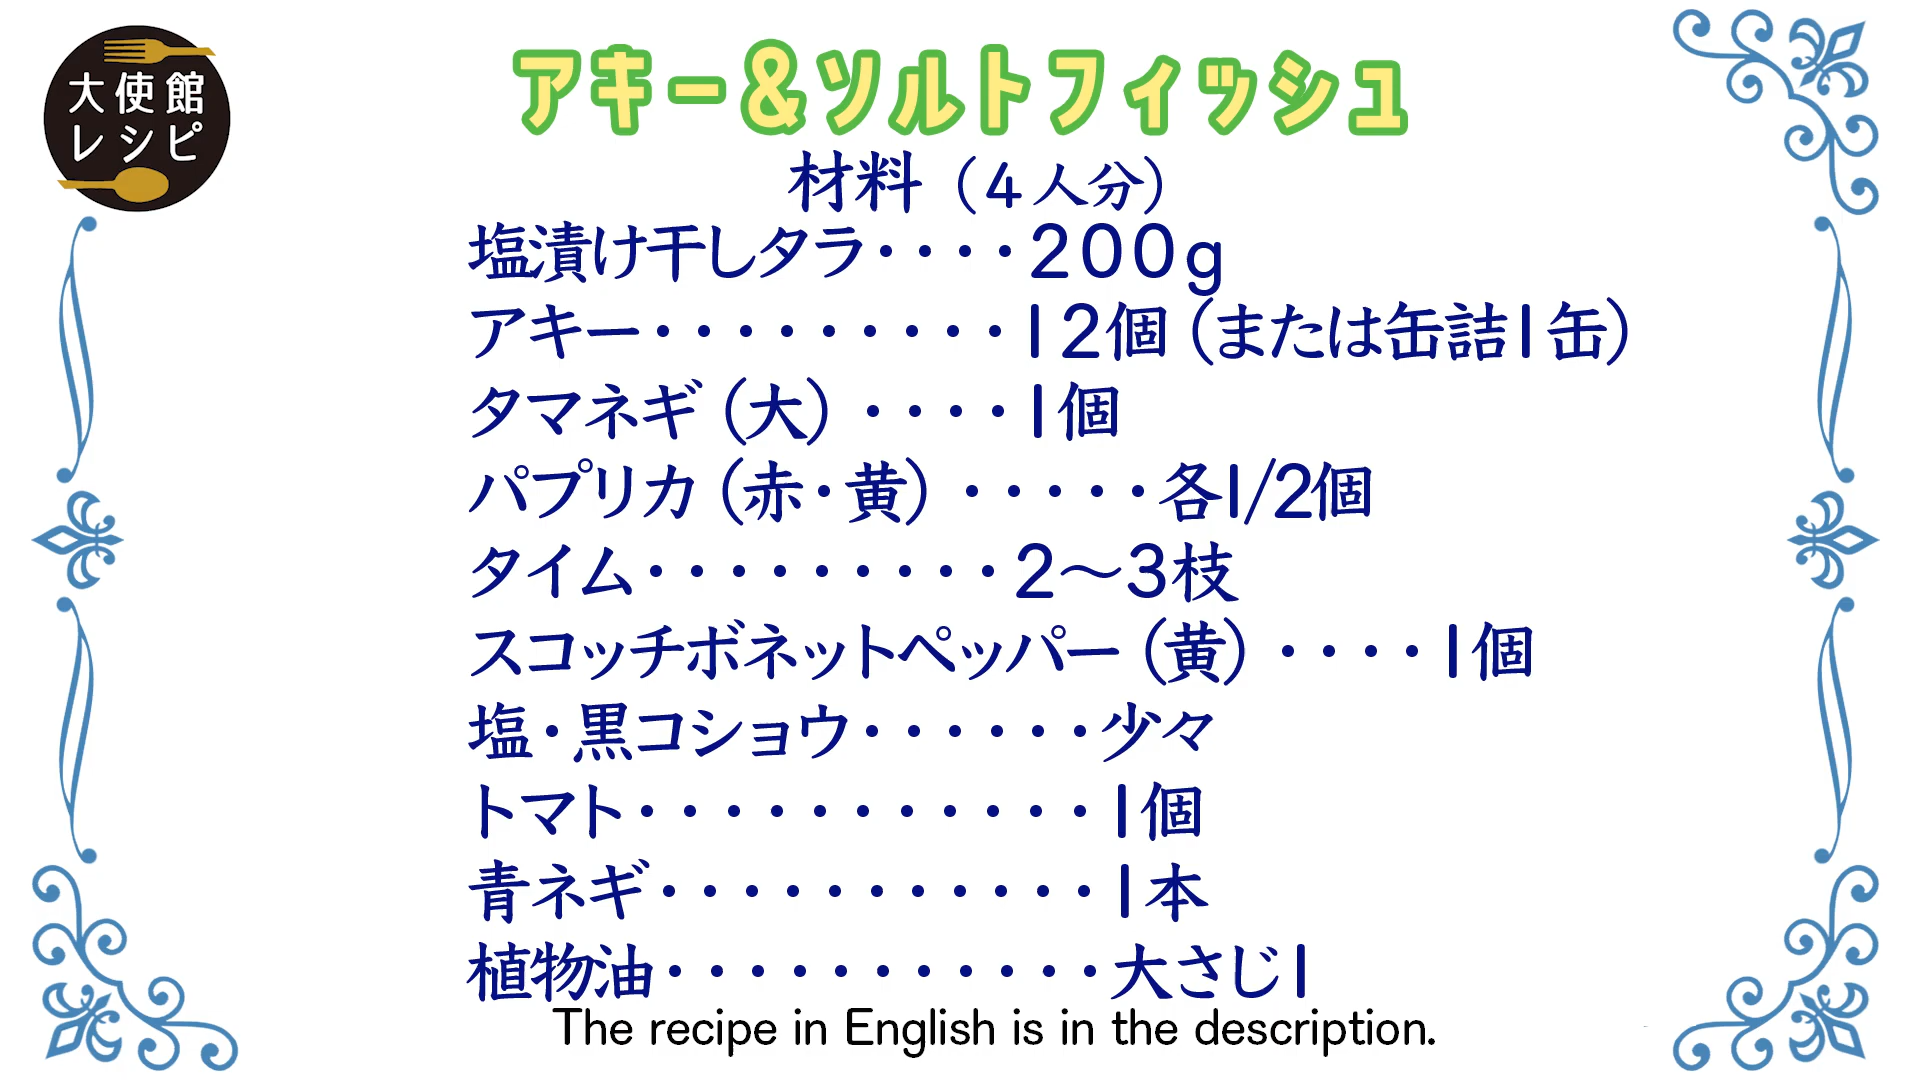 大使館
レシピ
アキー&ソルトフィッシュ
材料（4人分）
塩漬け干しタラ････200g
アキー･････････12個（または缶詰1缶）
タマネギ（大）････1個
パプリカ（赤･黄）･････各1/2個
タイム･････････2～3枝
スコッチボネットペッパー（黄）････1個
塩･黒コショウ･･････少々
トマト･･･････････1個
青ネギ･･･････････1本
植物油･･･････････大さじ1
The recipe in English is in the description.